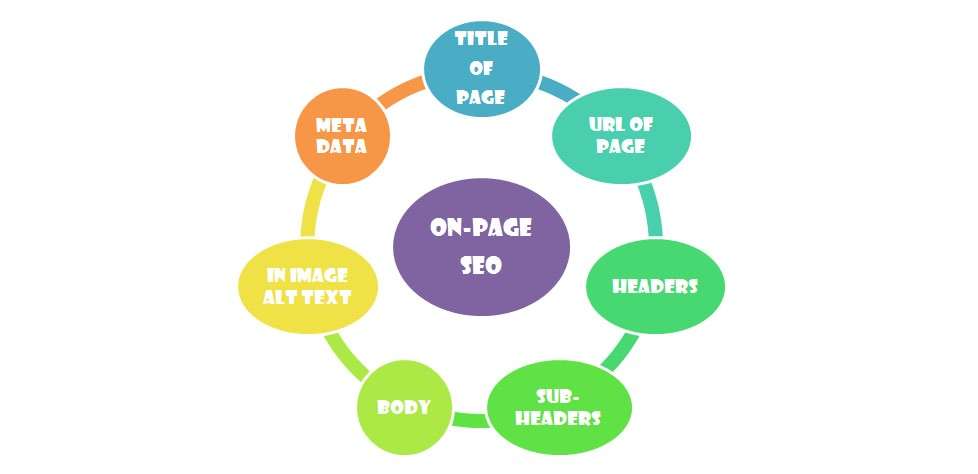 TITLE
OF
PAGE
URL OF
PAGE
HEADERS
SUB-
HEADERS
BODY
IN IMAGE
ALT TEXT
META
DATA
ON-PAGE
SEO